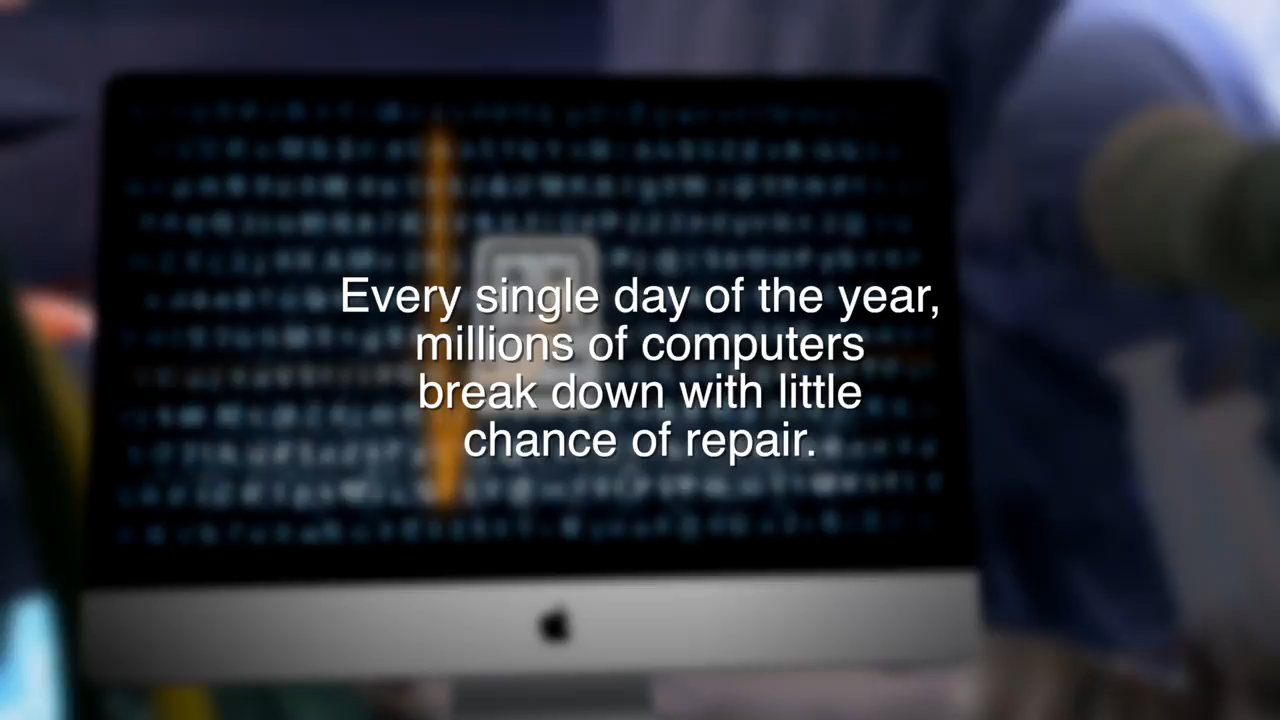 Every single day of the year,
millions of computers
break down with little
chance of repair.